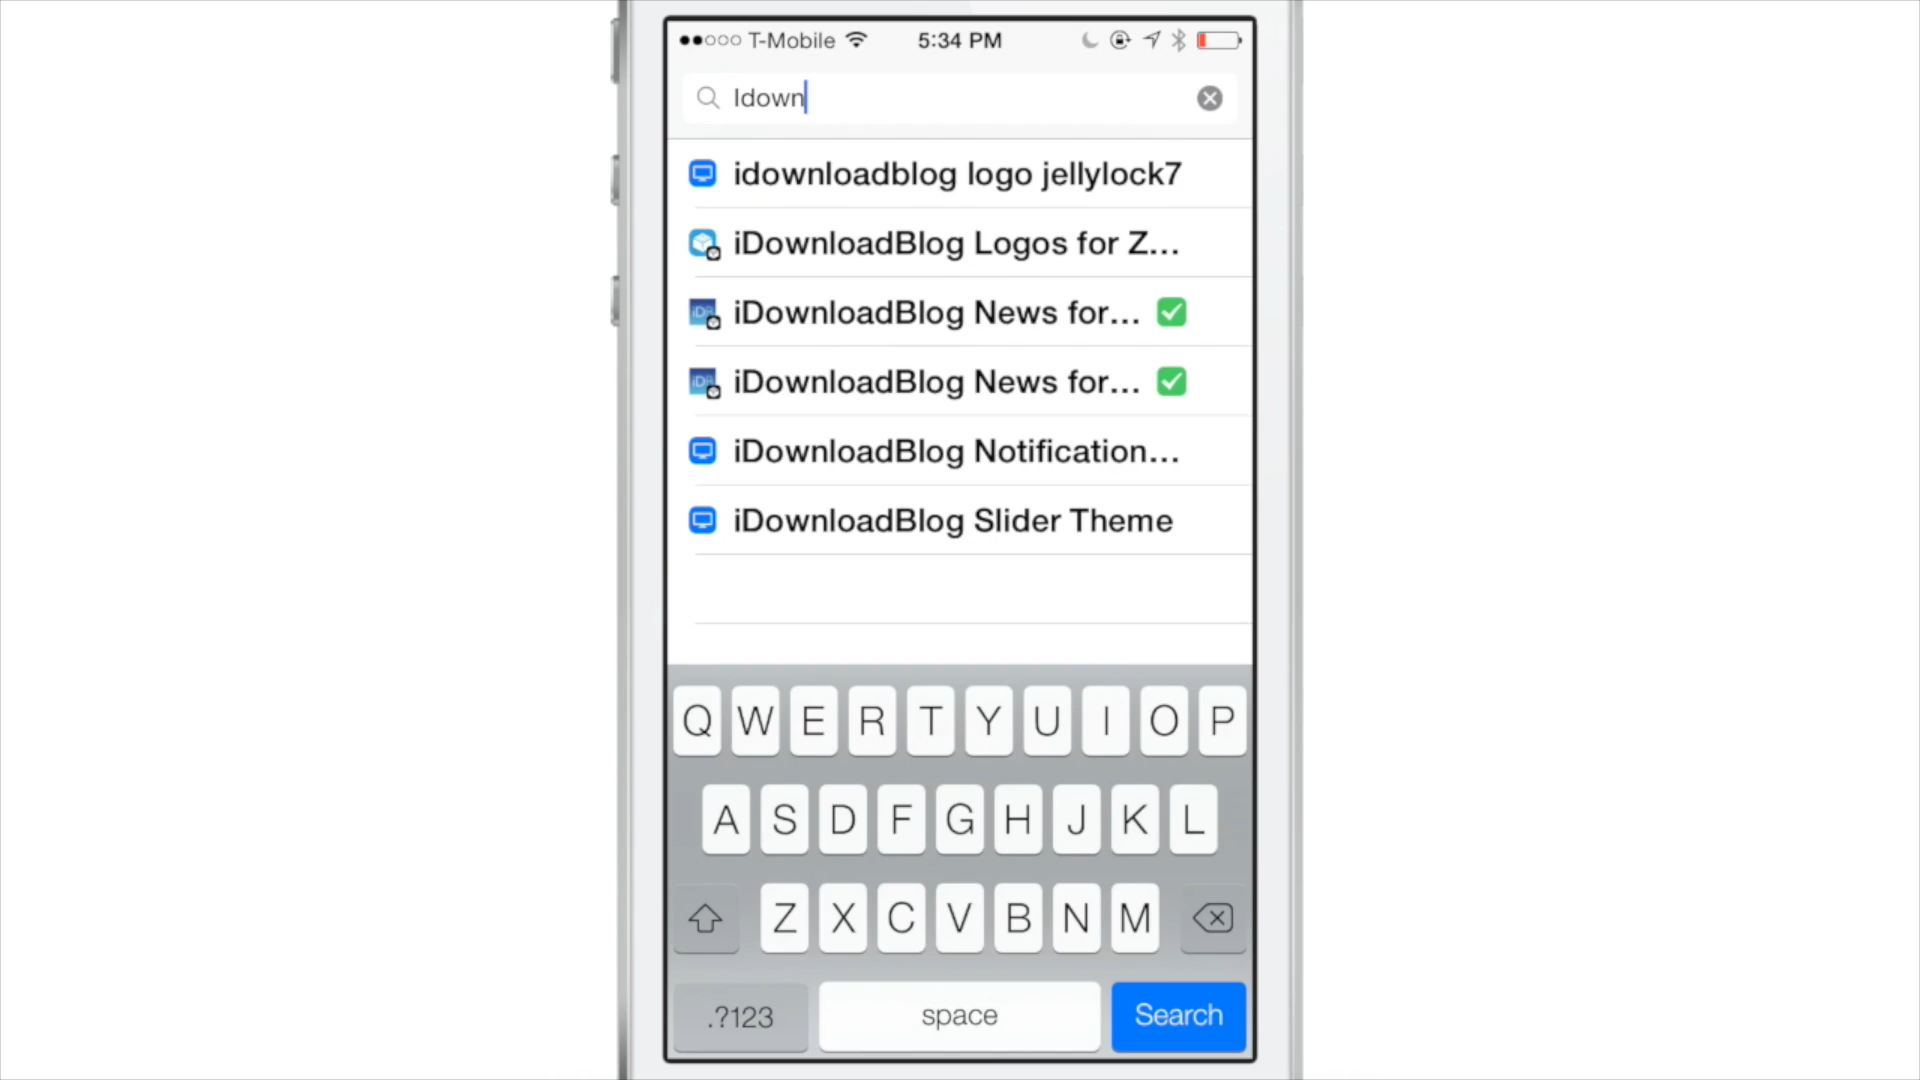 T-Mobile 5:34 PM
Idown
idownloadblog logo jellylock7
iDownloadBlog Logos for Z...
iDownloadBlog News for...
iDownloadBlog News for...
iDownloadBlog Notification...
iDownloadBlog Slider Theme
Q W E R T Y U I O P
A S D F G H J K L
Z X C V B N M
.?123 space Search